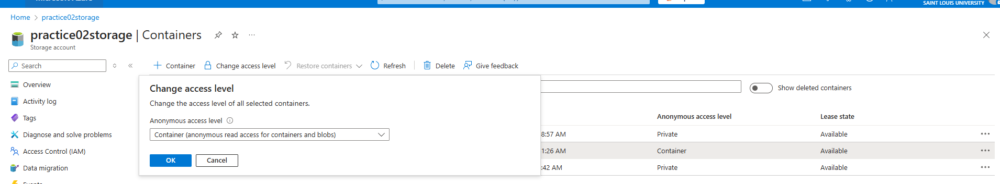 SAINT LOUIS UNIVERSITY
Home > practice02storage
practice02storage | Containers
Storage account
Search
Container
Change access level
Restore containers
Refresh
Delete
Give feedback
Overview
Activity log
Tags
Diagnose and solve problems
Access Control (IAM)
Data migration
Change access level
Change the access level of all selected containers.
Anonymous access level
Container (anonymous read access for containers and blobs)
OK
Cancel
Show deleted containers
Anonymous access level
Lease state
8:57 AM
Private
Available
1:26 AM
Container
Available
:42 AM
Private
Available